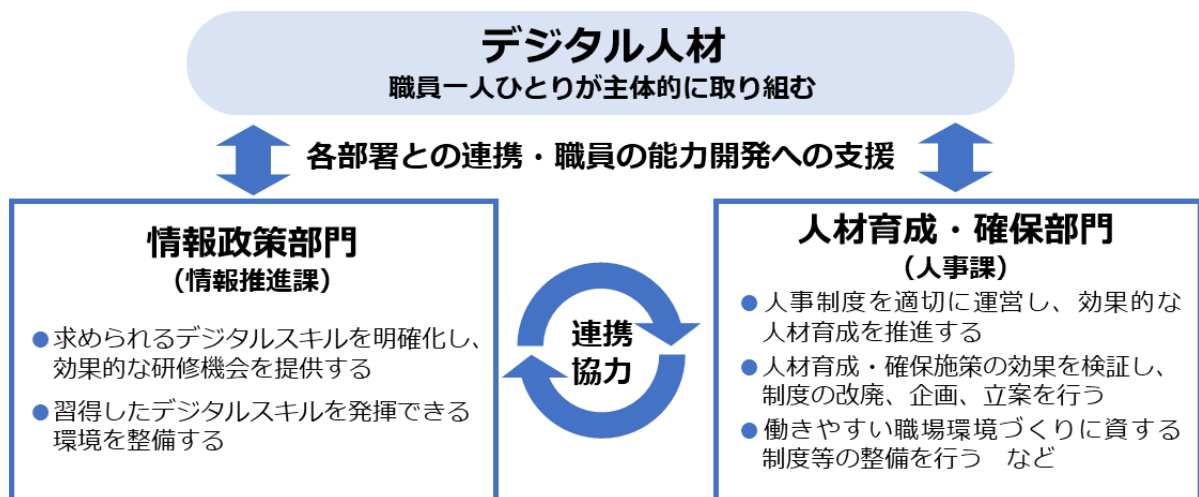 デジタル人材
職員一人ひとりが主体的に取り組む
各部署との連携・職員の能力開発への支援
情報政策部門
（情報推進課）
●求められるデジタルスキルを明確化し、
効果的な研修機会を提供する
●習得したデジタルスキルを発揮できる
環境を整備する
連携
協力
人材育成・確保部門
（人事課）
●人事制度を適切に運営し、効果的な
人材育成を推進する
●人材育成・確保施策の効果を検証し、
制度の改廃、企画、立案を行う
●働きやすい職場環境づくりに資する
制度等の整備を行う　など